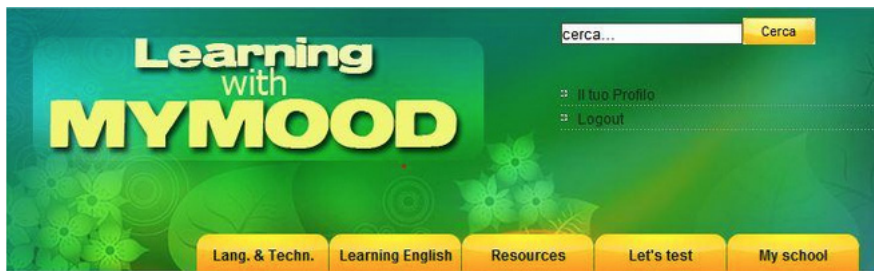 Learning
with
MYMOOD
cerca...
Cerca
Il tuo Profilo
Logout
Lang. & Techn.
Learning English
Resources
Let's test
My school